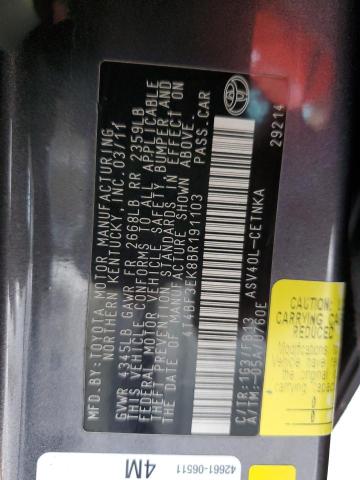 MFD. BY: TOYOTA MOTOR MANUFACTURING
NORTHERN KENTUCKY, INC. 03/11
GVWR 4345LB GAWR FR 2668LB RR 2359LB
THIS VEHICLE CONFORMS TO ALL APPLICABLE
FEDERAL MOTOR VEHICLE SAFETY, BUMPER AND
THEFT PREVENTION STANDARDS IN EFFECT ON
THE DATE OF MANUFACTURE SHOWN ABOVE.
4T4BF3EK8BR191103 PASS.CAR
C/TR:1G3/FB13 ASV40L-CETNKA
A/TM:-05A/U760E
29214
CAU
CARRYING CA
REDUCED
42661-06511
4M